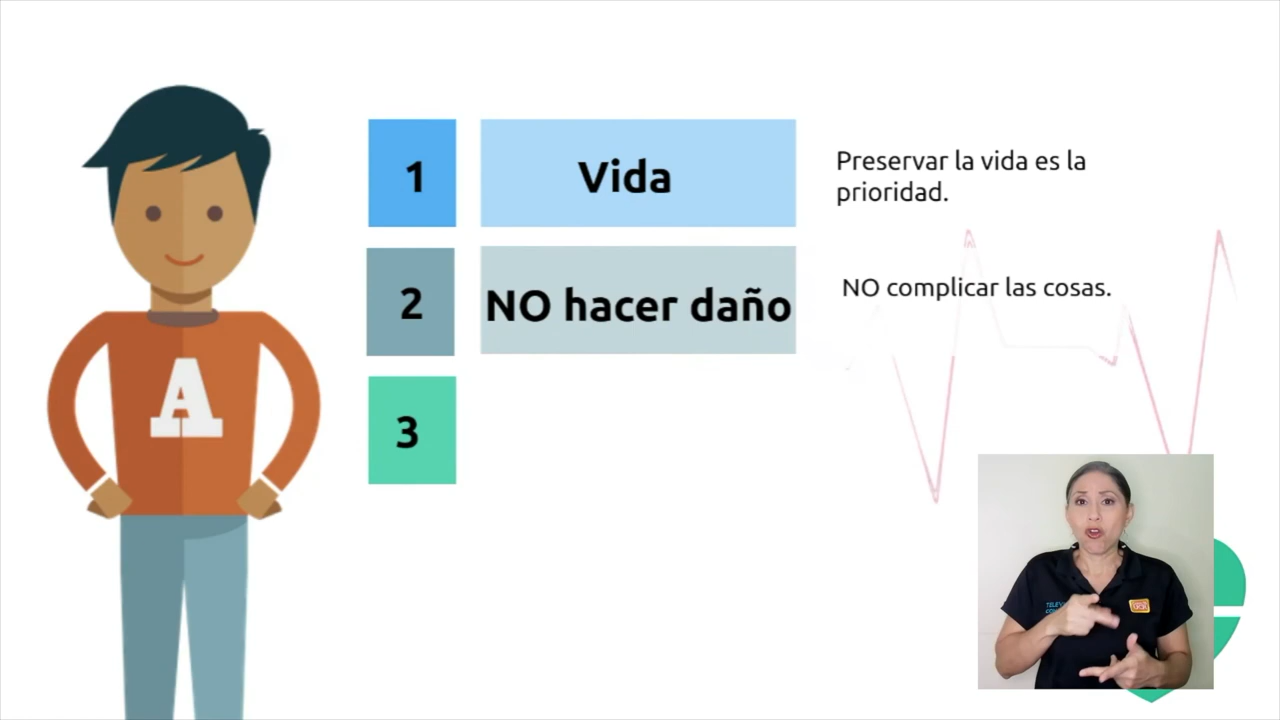 1
Vida
Preservar la vida es la
prioridad.
2
NO hacer daño
NO complicar las cosas.
3
A